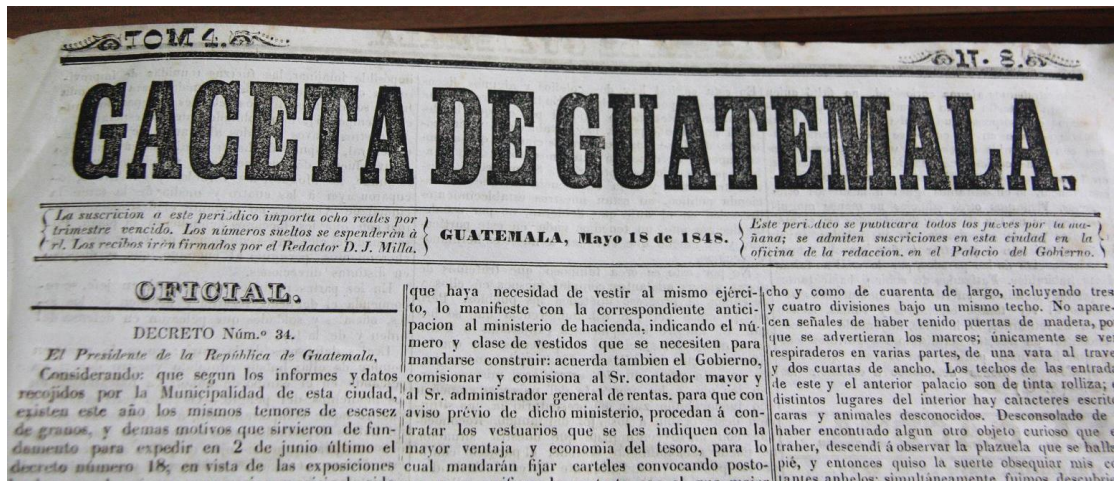 TOM 4.
N. 8.
GACETA DE GUATEMALA.
La suscricion a este periódico importa ocho reales por
trimestre vencido. Los números sueltos se espenderán à
rl. Los recibos irán firmados por el Redactor D. J. Milla.
GUATEMALA, Mayo 18 de 1848.
Este periódico se publicara todos los jueves por la ma-
ñana; se admiten suscriciones en esta ciudad en la
oficina de la redaccion. en el Palacio del Gobierno.
OFICIAL.
DECRETO Núm.º 34.
El Presidente de la República de Guatemala,
Considerando: que segun los informes y datos
recojidos por la Municipalidad de esta ciudad,
existen este año los mismos temores de escasez
de granos, y demas motivos que sirvieron de fun-
damento para expedir en 2 de junio último el
decreto número 18; en vista de las exposiciones
que haya necesidad de vestir al mismo ejérci-
to, lo manifieste con la correspondiente antici-
pacion al ministerio de hacienda, indicando el nú-
mero y clase de vestidos que se necesiten para
mandarse construir: acuerda tambien el Gobierno,
comisionar y comisiona al Sr. contador mayor y
al Sr. administrador general de rentas. para que con
aviso prévio de dicho ministerio, procedan á con-
tratar los vestuarios que se les indiquen con la
mayor ventaja y economia del tesoro, para lo
cual mandarán fijar carteles convocando posto-
cho y como de cuarenta de largo, incluyendo tres
y cuatro divisiones bajo un mismo techo. No apare-
cen señales de haber tenido puertas de madera, po
que se advertieran los marcos; únicamente se ve
respiraderos en varias partes, de una vara al trave
y dos cuartas de ancho. Los techos de las entrada
de este y el anterior palacio son de tinta rolliza;
distintos lugares del interior hay caracteres escrit
caras y animales desconocidos. Desconsolado de
haber encontrado algun otro objeto curioso que e
traher, descendí á observar la plazuela que se halla
pié, y entonces quiso la suerte obsequiar mis co
tantes anhelos: simultáneamente fuimos descubri